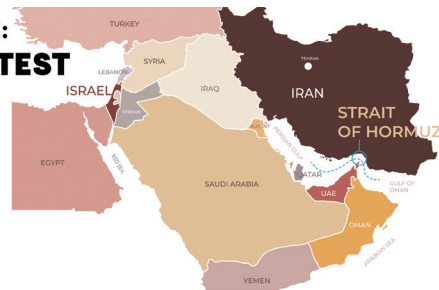 TURKEY
:
TEST
TEHRAN
LEBANON
SYRIA
ISRAEL
IRAQ
IRAN
JORDAN
STRAIT
OF HORMUZ
KUWAIT
PERSIAN GULF
EGYPT
RED SEA
QATAR
GULF OF
OMAN
SAUDI ARABIA
UAE
OMAN
ARABIAN SEA
YEMEN